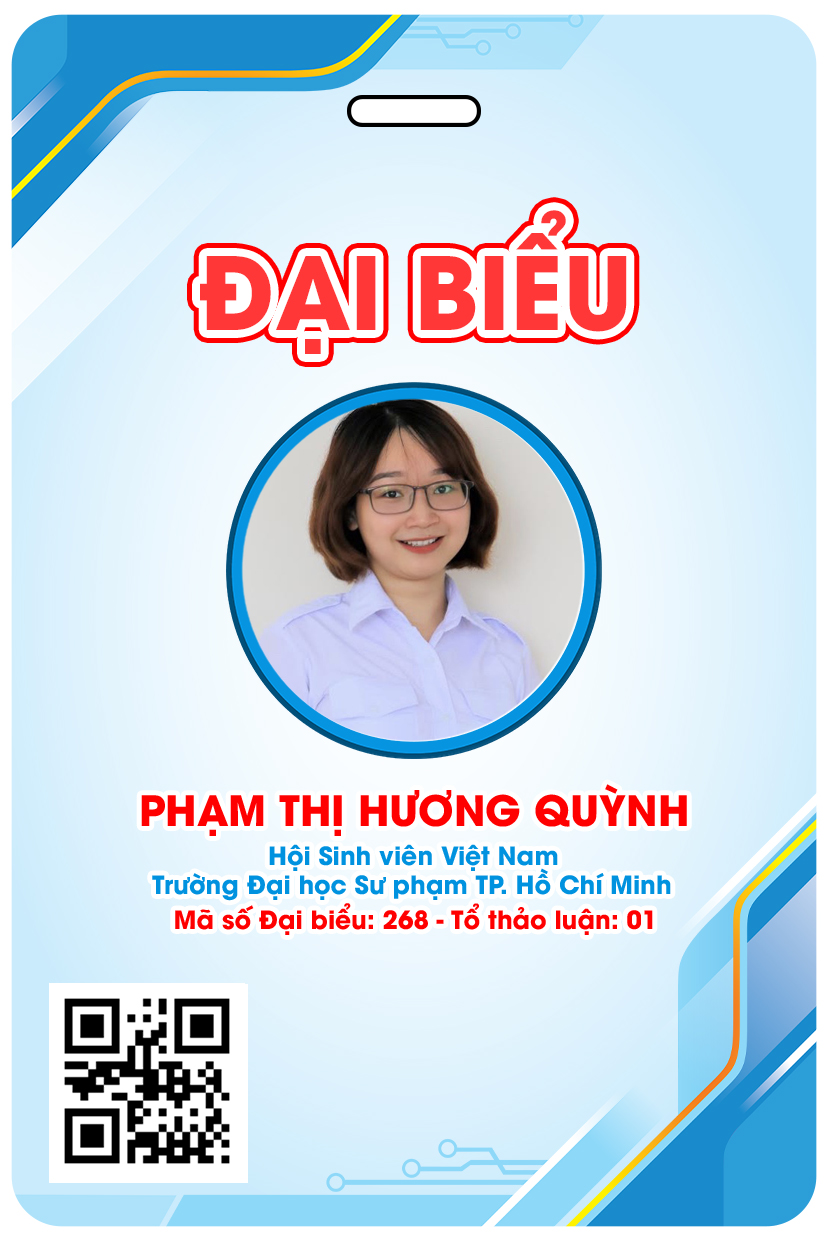 ĐẠI BIỂU
PHẠM THỊ HƯƠNG QUỲNH
Hội Sinh viên Việt Nam
Trường Đại học Sư phạm TP. Hồ Chí Minh
Mã số Đại biểu: 268 - Tổ thảo luận: 01